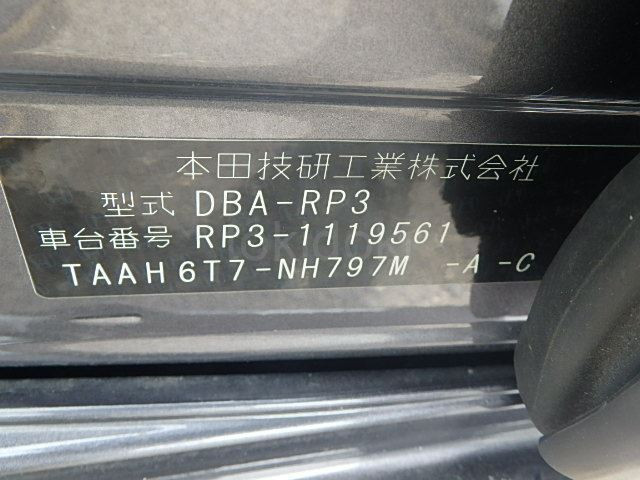 本田技研工業株式会社
型式 DBA-RP3
車台番号 RP3-1119561
TAAH6T7-NH797M -A-C